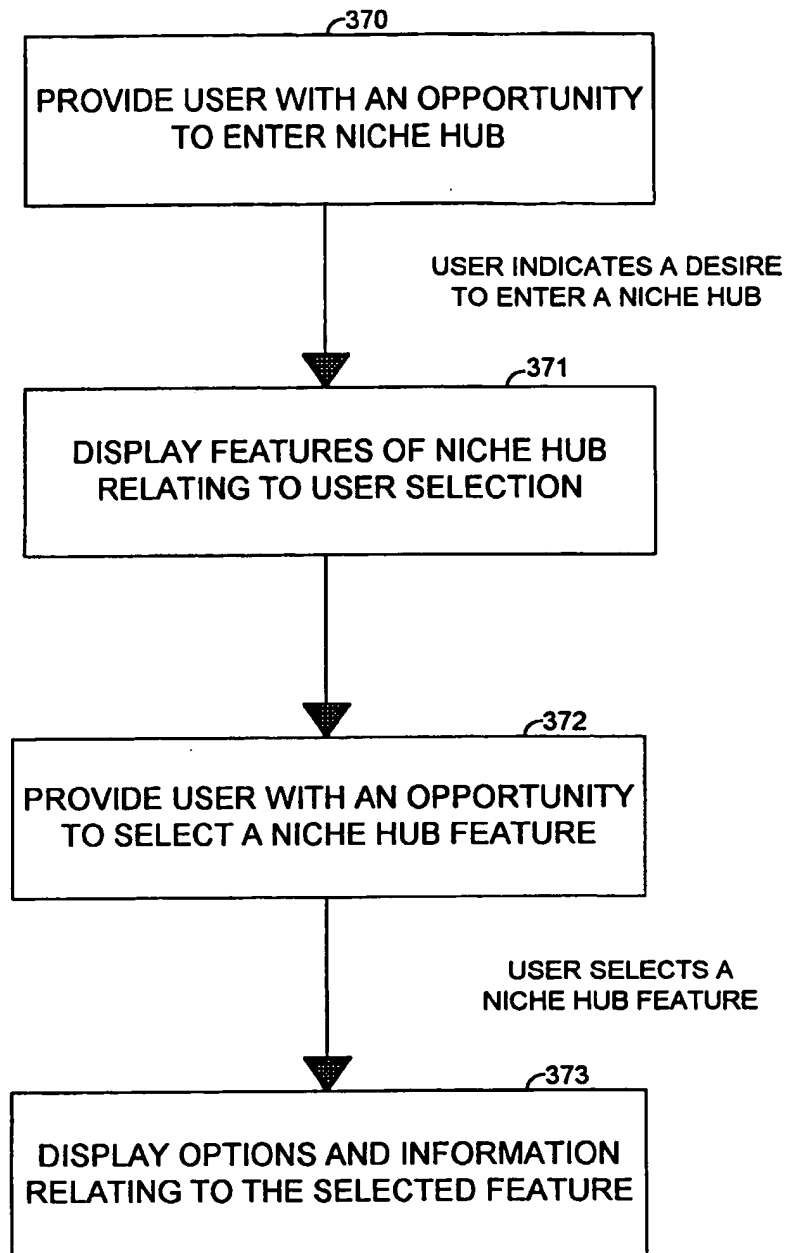 370
PROVIDE USER WITH AN OPPORTUNITY
TO ENTER NICHE HUB
USER INDICATES A DESIRE
TO ENTER A NICHE HUB
371
DISPLAY FEATURES OF NICHE HUB
RELATING TO USER SELECTION
372
PROVIDE USER WITH AN OPPORTUNITY
TO SELECT A NICHE HUB FEATURE
USER SELECTS A
NICHE HUB FEATURE
373
DISPLAY OPTIONS AND INFORMATION
RELATING TO THE SELECTED FEATURE